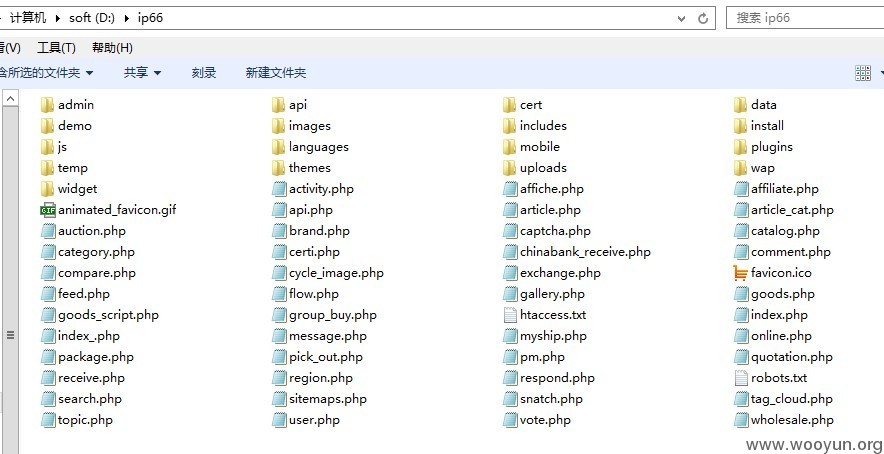 计算机 soft (D:) ip66 搜索 ip66
看(V) 工具(T) 帮助(H)
含所选的文件夹 共享 刻录 新建文件夹
admin api cert data
demo images includes install
js languages mobile plugins
temp themes uploads wap
widget activity.php affiche.php affiliate.php
animated_favicon.gif api.php article.php article_cat.php
auction.php brand.php captcha.php catalog.php
category.php certi.php chinabank_receive.php comment.php
compare.php cycle_image.php exchange.php favicon.ico
feed.php flow.php gallery.php goods.php
goods_script.php group_buy.php htaccess.txt index.php
index_.php message.php myship.php online.php
package.php pick_out.php pm.php quotation.php
receive.php region.php respond.php robots.txt
search.php sitemaps.php snatch.php tag_cloud.php
topic.php user.php vote.php wholesale.php
www.wooyun.org